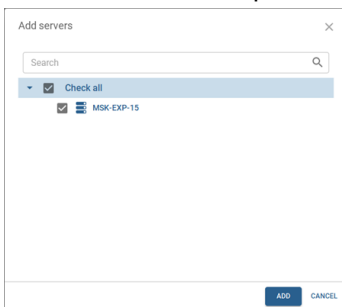 Add servers
Search
Check all
MSK-EXP-15
ADD CANCEL